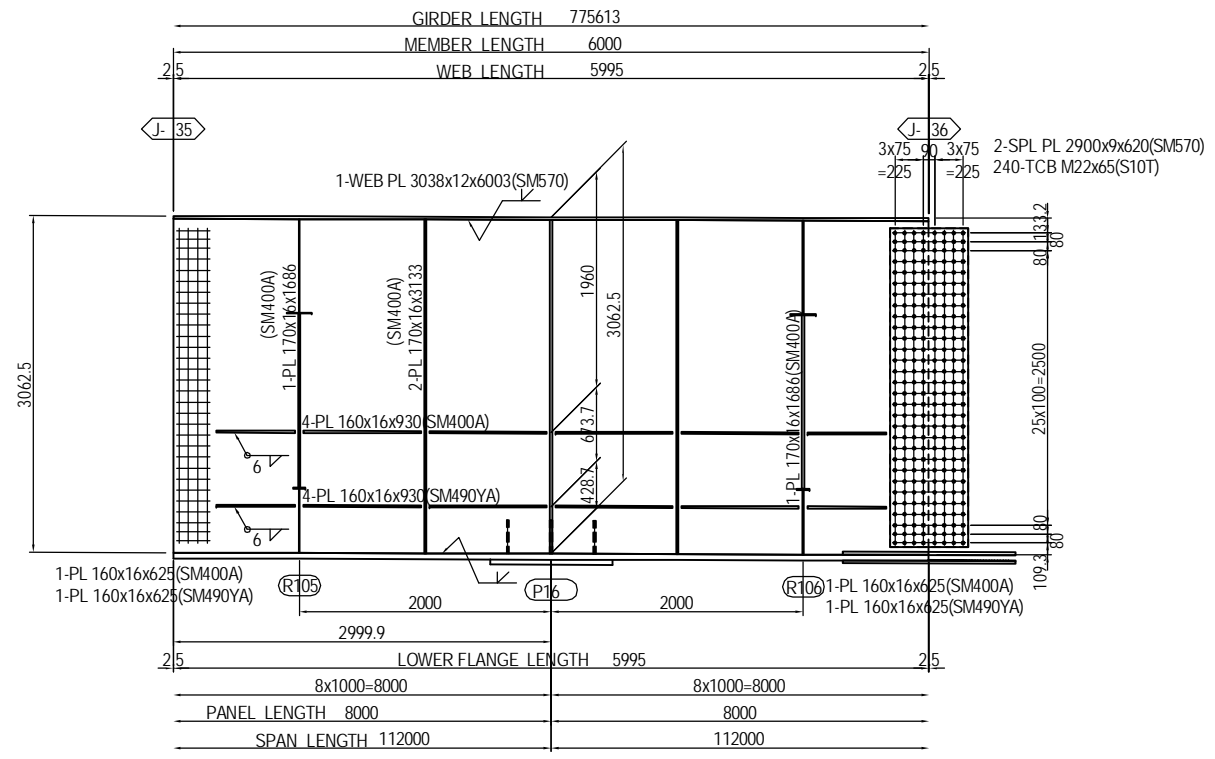 GIRDER LENGTH 775613
MEMBER LENGTH 6000
2.5 WEB LENGTH 5995 2.5
J- 35
J- 36
3x75 90 3x75
=225 =225
2-SPL PL 2900x9x620(SM570)
240-TCB M22x65(S10T)
1-WEB PL 3038x12x6003(SM570)
133.2
80
80
(SM400A)
1-PL 170x16x1686
(SM400A)
2-PL 170x16x3133
1960
3062.5
3062.5
1-PL 170x16x1686(SM400A)
25x100=2500
4-PL 160x16x930(SM400A)
673.7
6
428.7
4-PL 160x16x930(SM490YA)
6
80
80
109.3
1-PL 160x16x625(SM400A)
1-PL 160x16x625(SM490YA)
R105
P16
R106
1-PL 160x16x625(SM400A)
1-PL 160x16x625(SM490YA)
2000 2000
2999.9
2.5 LOWER FLANGE LENGTH 5995 2.5
8x1000=8000 8x1000=8000
PANEL LENGTH 8000 8000
SPAN LENGTH 112000 112000